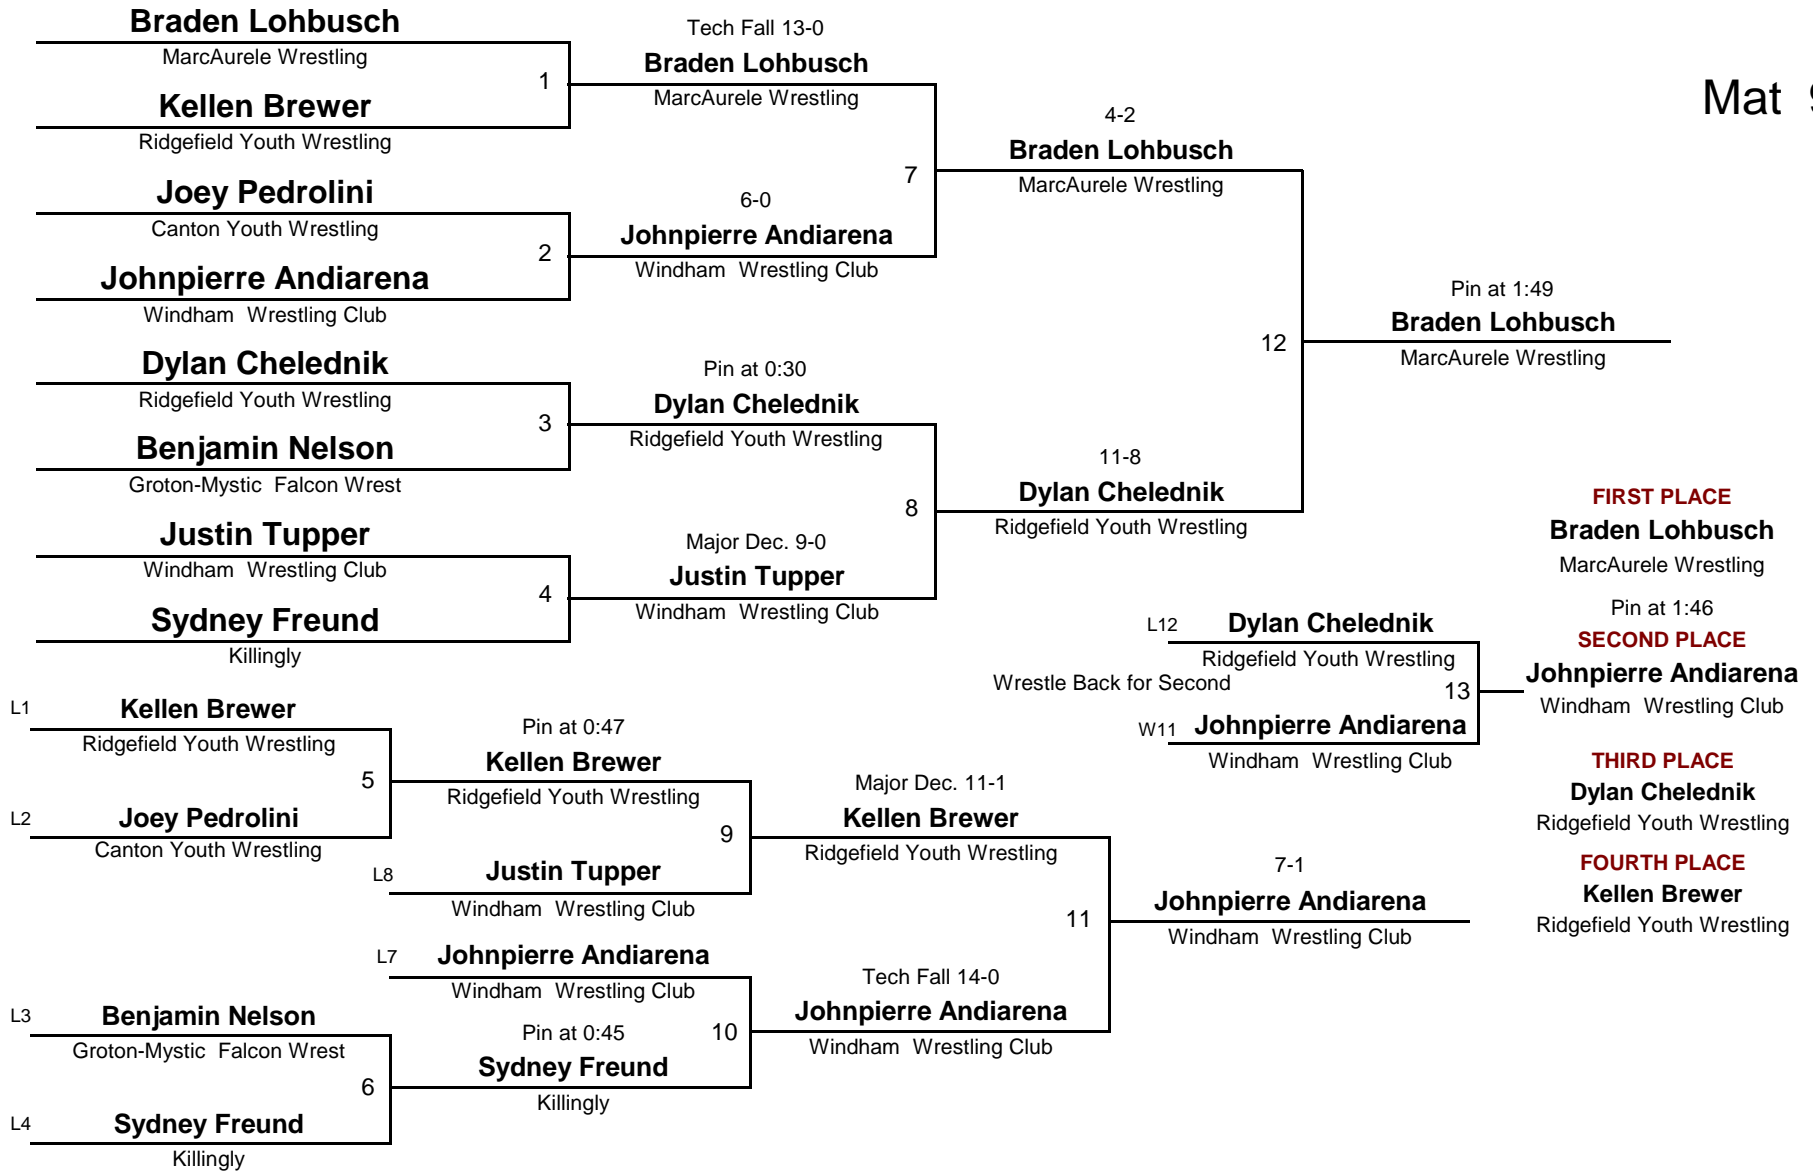 Braden Lohbusch
MarcAurele Wrestling
1
Kellen Brewer
Ridgefield Youth Wrestling
Joey Pedrolini
Canton Youth Wrestling
2
Johnpierre Andiarena
Windham  Wrestling Club
Dylan Chelednik
Ridgefield Youth Wrestling
3
Benjamin Nelson
Groton-Mystic  Falcon Wrest
Justin Tupper
Windham  Wrestling Club
4
Sydney Freund
Killingly
Tech Fall 13-0
Braden Lohbusch
MarcAurele Wrestling
7
6-0
Johnpierre Andiarena
Windham  Wrestling Club
Pin at 0:30
Dylan Chelednik
Ridgefield Youth Wrestling
8
Major Dec. 9-0
Justin Tupper
Windham  Wrestling Club
4-2
Braden Lohbusch
MarcAurele Wrestling
12
11-8
Dylan Chelednik
Ridgefield Youth Wrestling
Mat  9
Pin at 1:49
Braden Lohbusch
MarcAurele Wrestling
L1
Kellen Brewer
Ridgefield Youth Wrestling
5
L2
Joey Pedrolini
Canton Youth Wrestling
L3
Benjamin Nelson
Groton-Mystic  Falcon Wrest
6
L4
Sydney Freund
Killingly
Pin at 0:47
Kellen Brewer
Ridgefield Youth Wrestling
9
L8
Justin Tupper
Windham  Wrestling Club
L7
Johnpierre Andiarena
Windham  Wrestling Club
10
Pin at 0:45
Sydney Freund
Killingly
Major Dec. 11-1
Kellen Brewer
Ridgefield Youth Wrestling
11
Tech Fall 14-0
Johnpierre Andiarena
Windham  Wrestling Club
7-1
Johnpierre Andiarena
Windham  Wrestling Club
L12
Dylan Chelednik
Ridgefield Youth Wrestling
Wrestle Back for Second
13
W11
Johnpierre Andiarena
Windham  Wrestling Club
FIRST PLACE
Braden Lohbusch
MarcAurele Wrestling
Pin at 1:46
SECOND PLACE
Johnpierre Andiarena
Windham  Wrestling Club
THIRD PLACE
Dylan Chelednik
Ridgefield Youth Wrestling
FOURTH PLACE
Kellen Brewer
Ridgefield Youth Wrestling